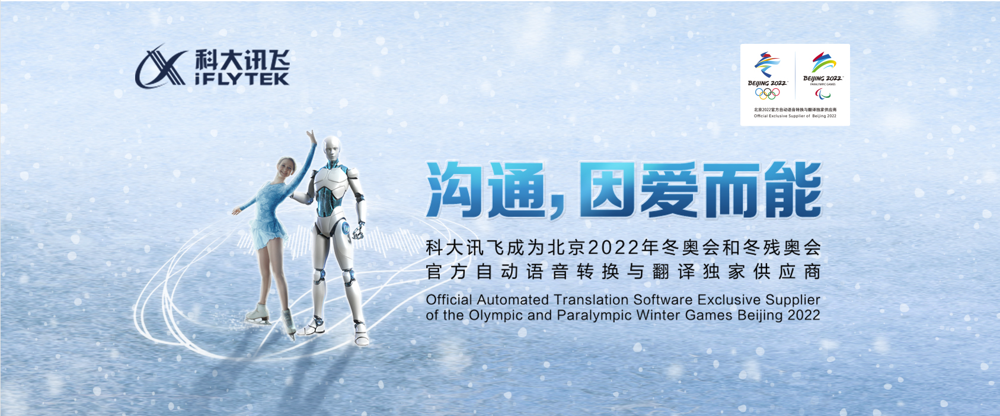 科大讯飞
iFLYTEK
BEIJING 2022
BEIJING 2022
PARALYMPIC GAMES
北京2022官方自动语音转换与翻译独家供应商
Official Exclusive Supplier of Beijing 2022
沟通,因爱而能
科大讯飞成为北京2022年冬奥会和冬残奥会
官方自动语音转换与翻译独家供应商
Official Automated Translation Software Exclusive Supplier
of the Olympic and Paralympic Winter Games Beijing 2022